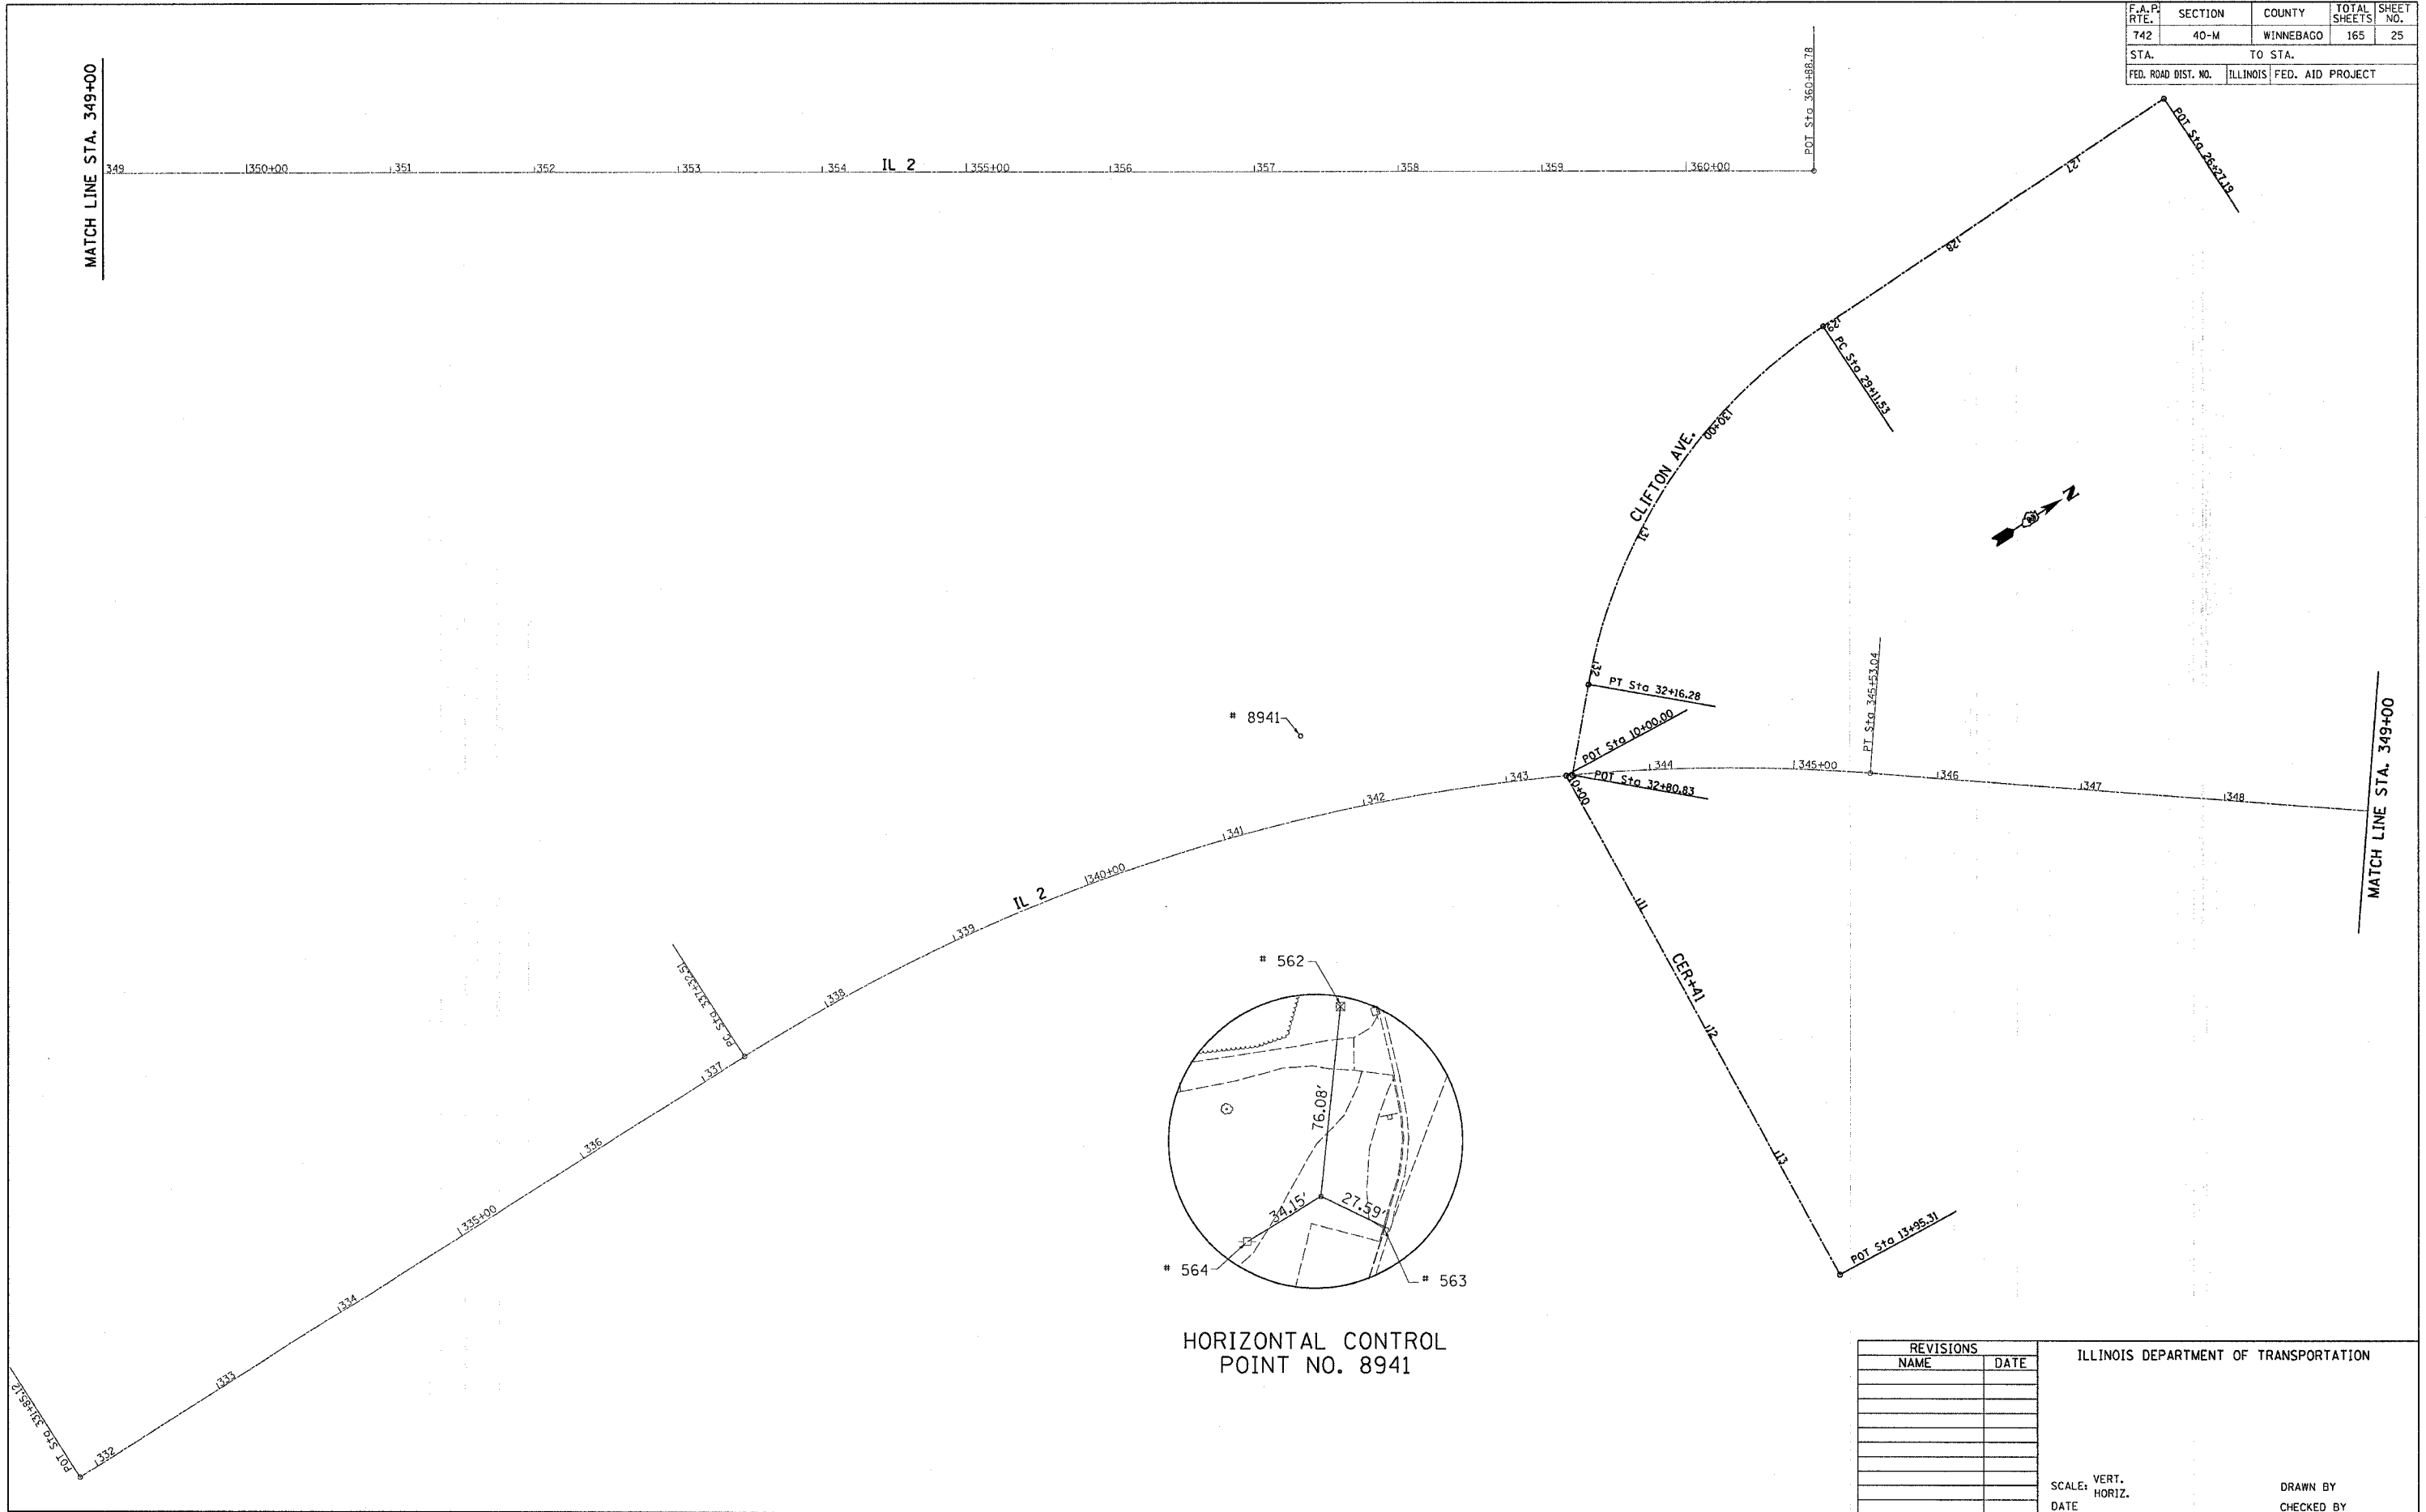 F.A.P. RTE. SECTION COUNTY TOTAL SHEETS SHEET NO.
742 40-M WINNEBAGO 165 25
STA. TO STA.
FED. ROAD DIST. NO. ILLINOIS FED. AID PROJECT
MATCH LINE STA. 349+00
349 350+00 351 352 353 354 IL 2 355+00 356 357 358 359 360+00
POT Sta 360+88.78
POT Sta 26+27.19
27
28
29
PC Sta 29+11.53
30+00
CLIFTON AVE.
31
N
32
PT Sta 32+16.28
# 8941
POT Sta 10+00.00
POT Sta 32+80.83
10+00
PT Sta 345+53.04
MATCH LINE STA. 349+00
POT Sta 331+85.12
332
333
334
335+00
336
337
PC Sta 337+32.51
338
339
IL 2
340+00
341
342
343
344
345+00
346
347
348
11
CER+41
12
13
POT Sta 13+95.31
# 562
76.08'
34.15'
27.59'
# 564
# 563
HORIZONTAL CONTROL
POINT NO. 8941
REVISIONS
NAME DATE
ILLINOIS DEPARTMENT OF TRANSPORTATION
SCALE: VERT.
HORIZ.
DATE
DRAWN BY
CHECKED BY